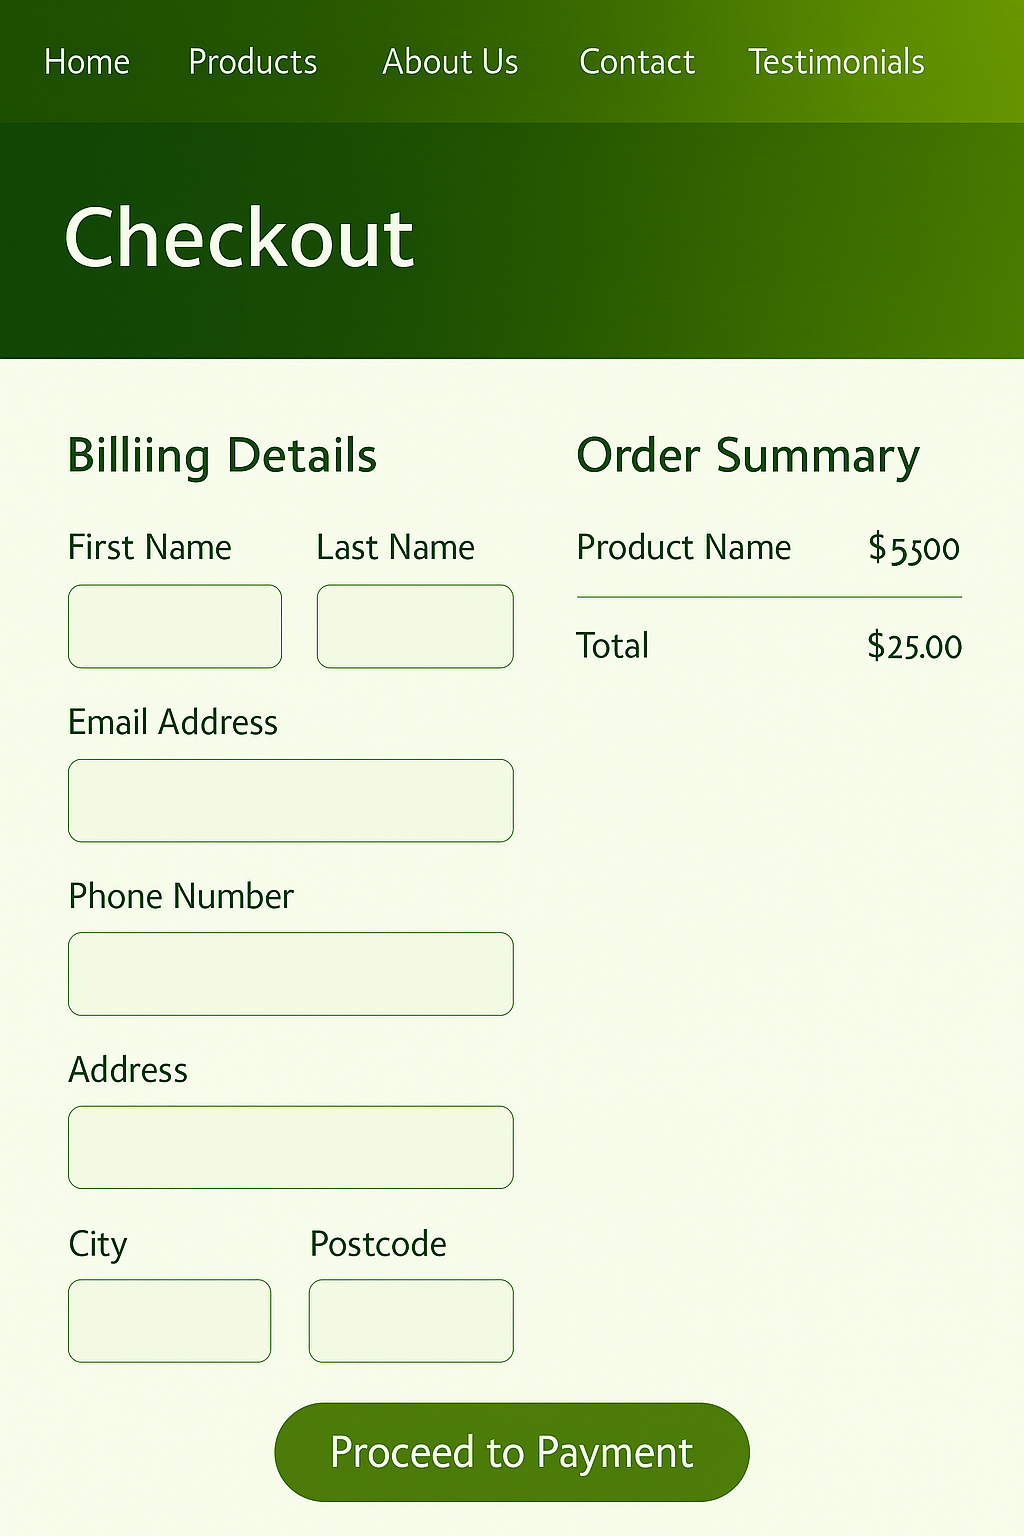 Home Products About Us Contact Testimonials
Checkout
Billiing Details
First Name Last Name
Email Address
Phone Number
Address
City Postcode
Order Summary
Product Name $5500
Total $25.00
Proceed to Payment